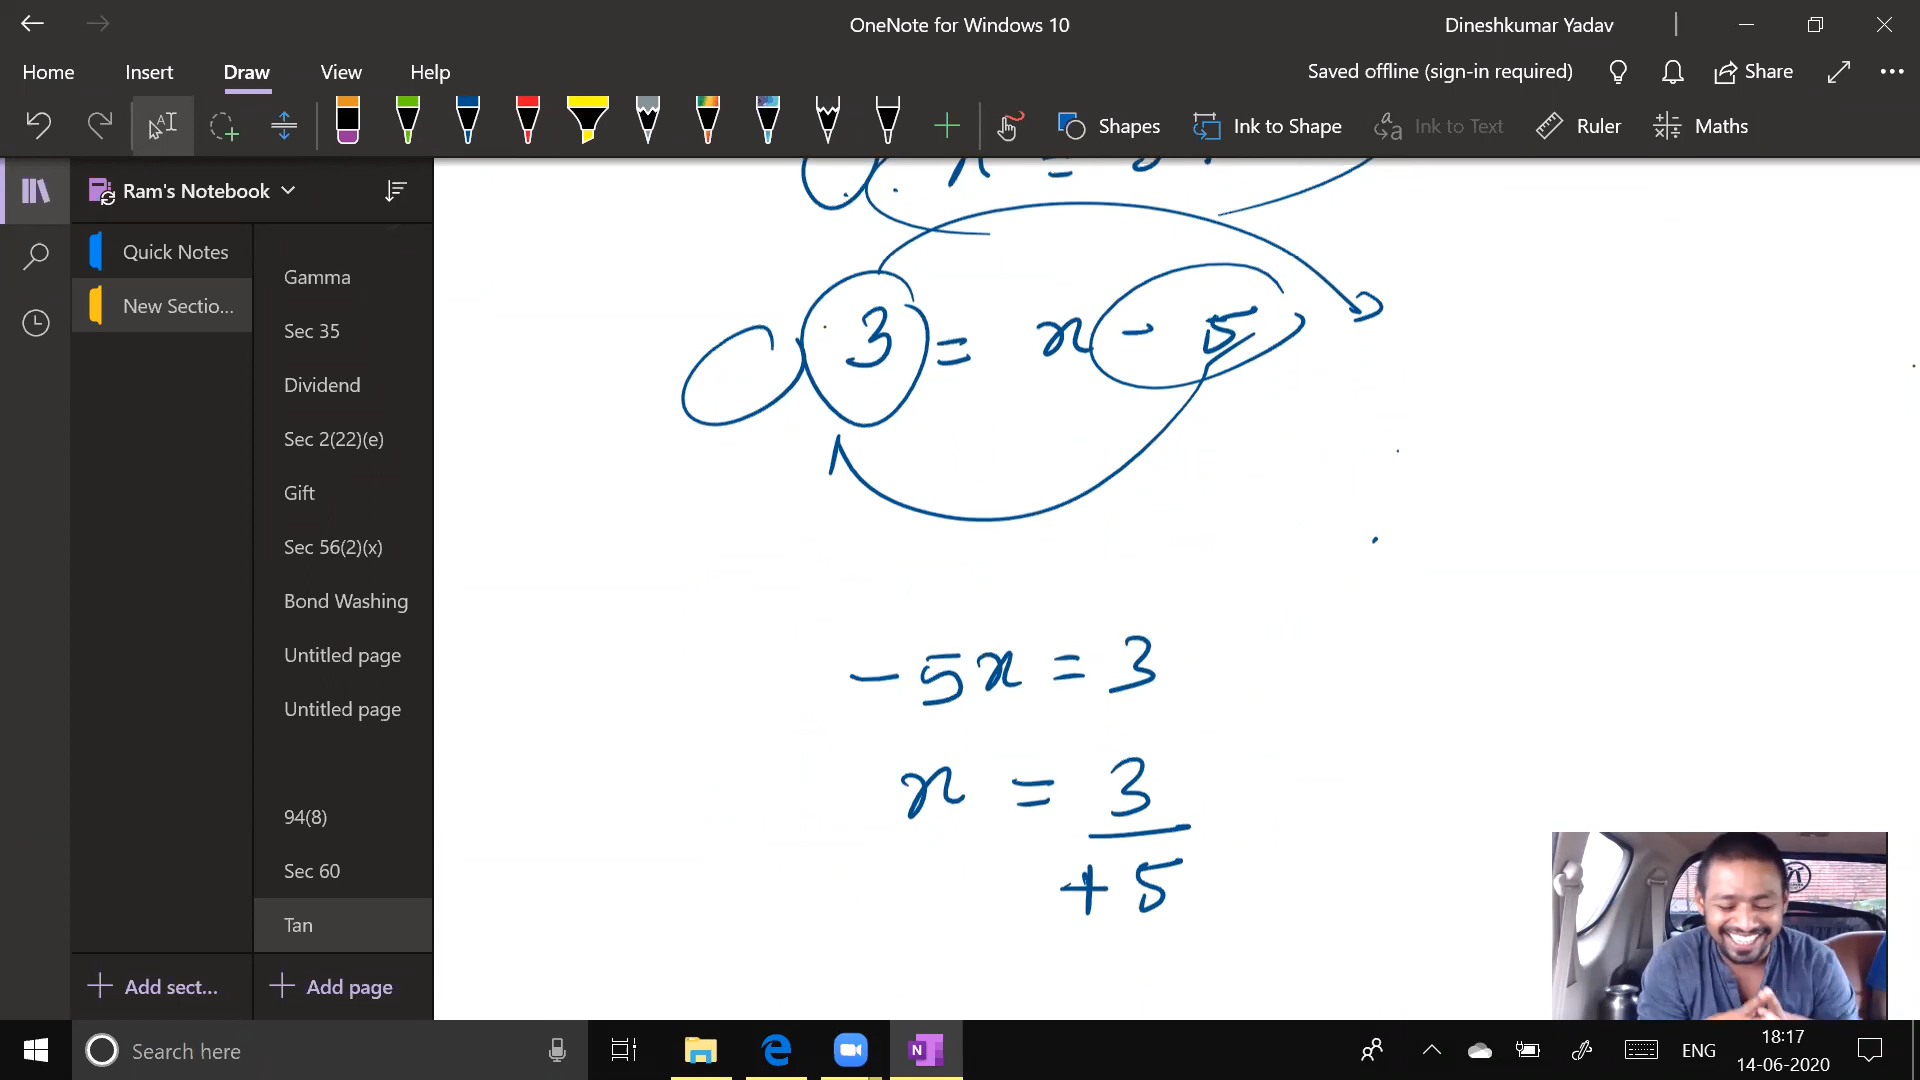 OneNote for Windows 10
Dineshkumar Yadav
Home Insert Draw View Help
Saved offline (sign-in required)
Share
Shapes
Ink to Shape
Ink to Text
Ruler
Maths
Ram's Notebook
Quick Notes
New Sectio...
Gamma
Sec 35
Dividend
Sec 2(22)(e)
Gift
Sec 56(2)(x)
Bond Washing
Untitled page
Untitled page
94(8)
Sec 60
Tan
Add sect...
Add page
3 = x - 5
- 5x = 3
x = 3
+ 5
Search here
ENG
18:17
14-06-2020